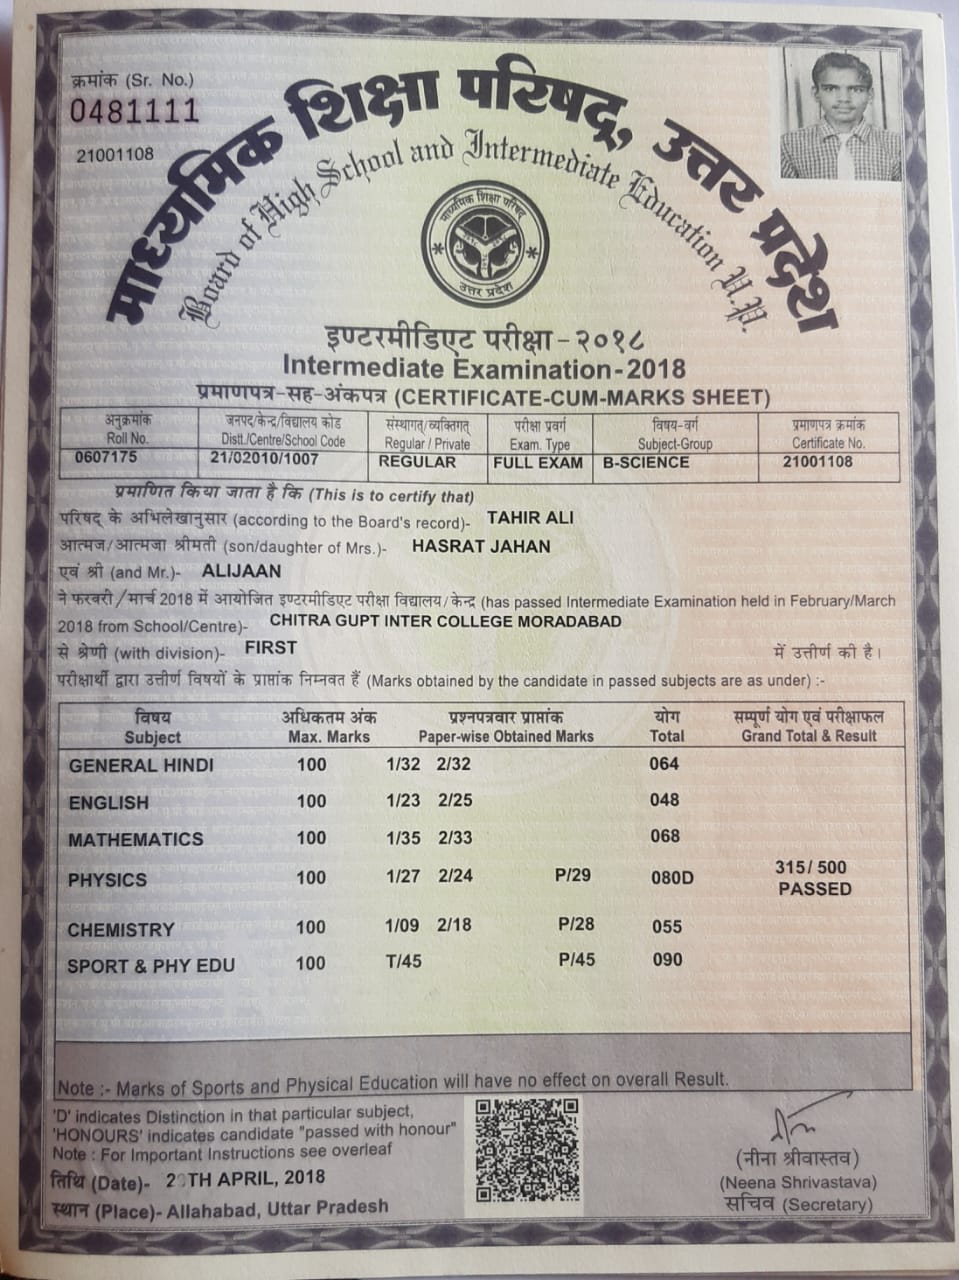 क्रमांक (Sr. No.)
0481111
21001108
माध्यमिक शिक्षा परिषद्, उत्तर प्रदेश
Board of High School and Intermediate Education U.P.
माध्यमिक शिक्षा परिषद
उत्तर प्रदेश
इण्टरमीडिएट परीक्षा-२०१८
Intermediate Examination-2018
प्रमाणपत्र-सह-अंकपत्र (CERTIFICATE-CUM-MARKS SHEET)
अनुक्रमांक जनपद/केन्द्र/विद्यालय कोड संस्थागत/व्यक्तिगत परीक्षा प्रवर्ग विषय-वर्ग प्रमाणपत्र क्रमांक
Roll No. Distt./Centre/School Code Regular / Private Exam. Type Subject-Group Certificate No.
0607175 21/02010/1007 REGULAR FULL EXAM B-SCIENCE 21001108
प्रमाणित किया जाता है कि (This is to certify that)
परिषद के अभिलेखानुसार (according to the Board's record)- TAHIR ALI
आत्मज/आत्मजा श्रीमती (son/daughter of Mrs.)- HASRAT JAHAN
एवं श्री (and Mr.)- ALIJAAN
ने फरवरी/मार्च 2018 में आयोजित इण्टरमीडिएट परीक्षा विद्यालय/केन्द्र (has passed Intermediate Examination held in February/March
2018 from School/Centre)- CHITRA GUPT INTER COLLEGE MORADABAD
से श्रेणी (with division)- FIRST में उत्तीर्ण की है।
परीक्षार्थी द्वारा उत्तीर्ण विषयों के प्राप्तांक निम्नवत हैं (Marks obtained by the candidate in passed subjects are as under) :-
विषय अधिकतम अंक प्रश्नपत्रवार प्राप्तांक योग सम्पूर्ण योग एवं परीक्षाफल
Subject Max. Marks Paper-wise Obtained Marks Total Grand Total & Result
GENERAL HINDI 100 1/32 2/32 064
ENGLISH 100 1/23 2/25 048
MATHEMATICS 100 1/35 2/33 068
PHYSICS 100 1/27 2/24 P/29 080D 315/500
PASSED
CHEMISTRY 100 1/09 2/18 P/28 055
SPORT & PHY EDU 100 T/45 P/45 090
Note :- Marks of Sports and Physical Education will have no effect on overall Result.
'D' indicates Distinction in that particular subject,
'HONOURS' indicates candidate "passed with honour"
Note : For Important Instructions see overleaf
तिथि (Date)- APRIL, 2018
स्थान (Place)- Allahabad, Uttar Pradesh
(नीना श्रीवास्तव)
(Neena Shrivastava)
सचिव (Secretary)